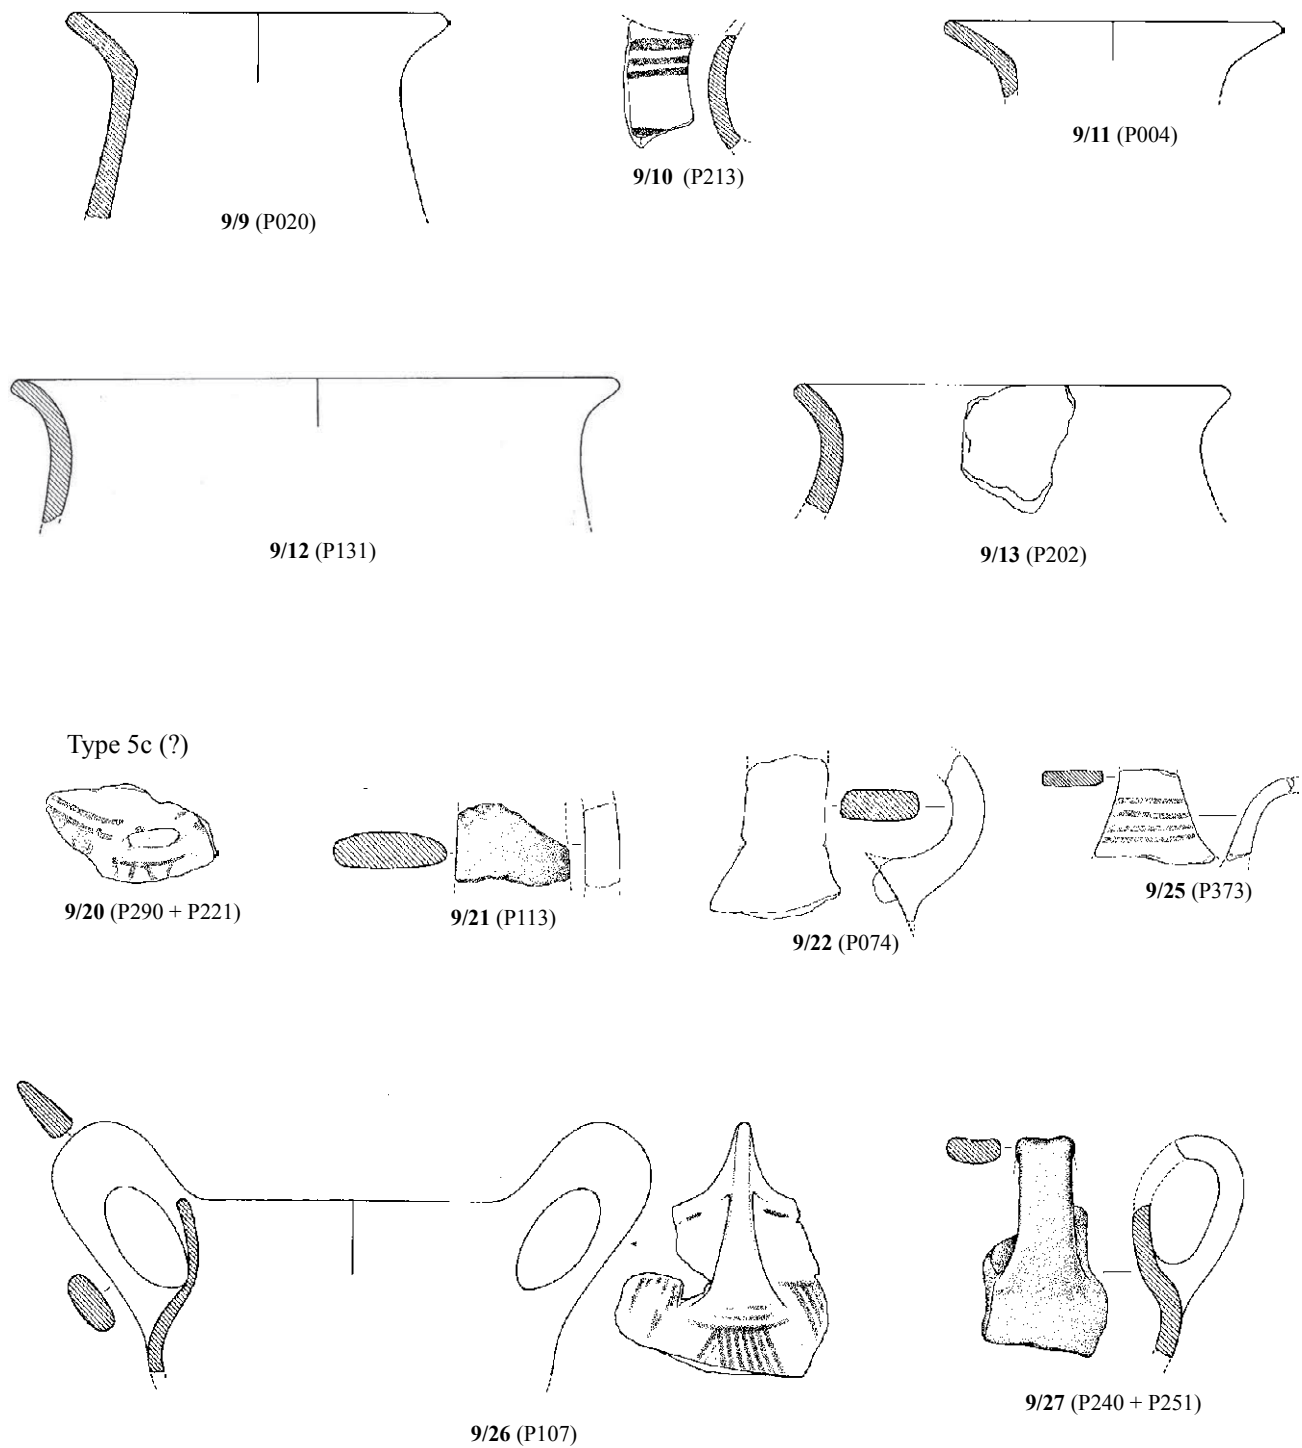 9/9 (P020)
9/10 (P213)
9/11 (P004)
9/12 (P131)
9/13 (P202)
Type 5c (?)
9/20 (P290 + P221)
9/21 (P113)
9/22 (P074)
9/25 (P373)
9/26 (P107)
9/27 (P240 + P251)